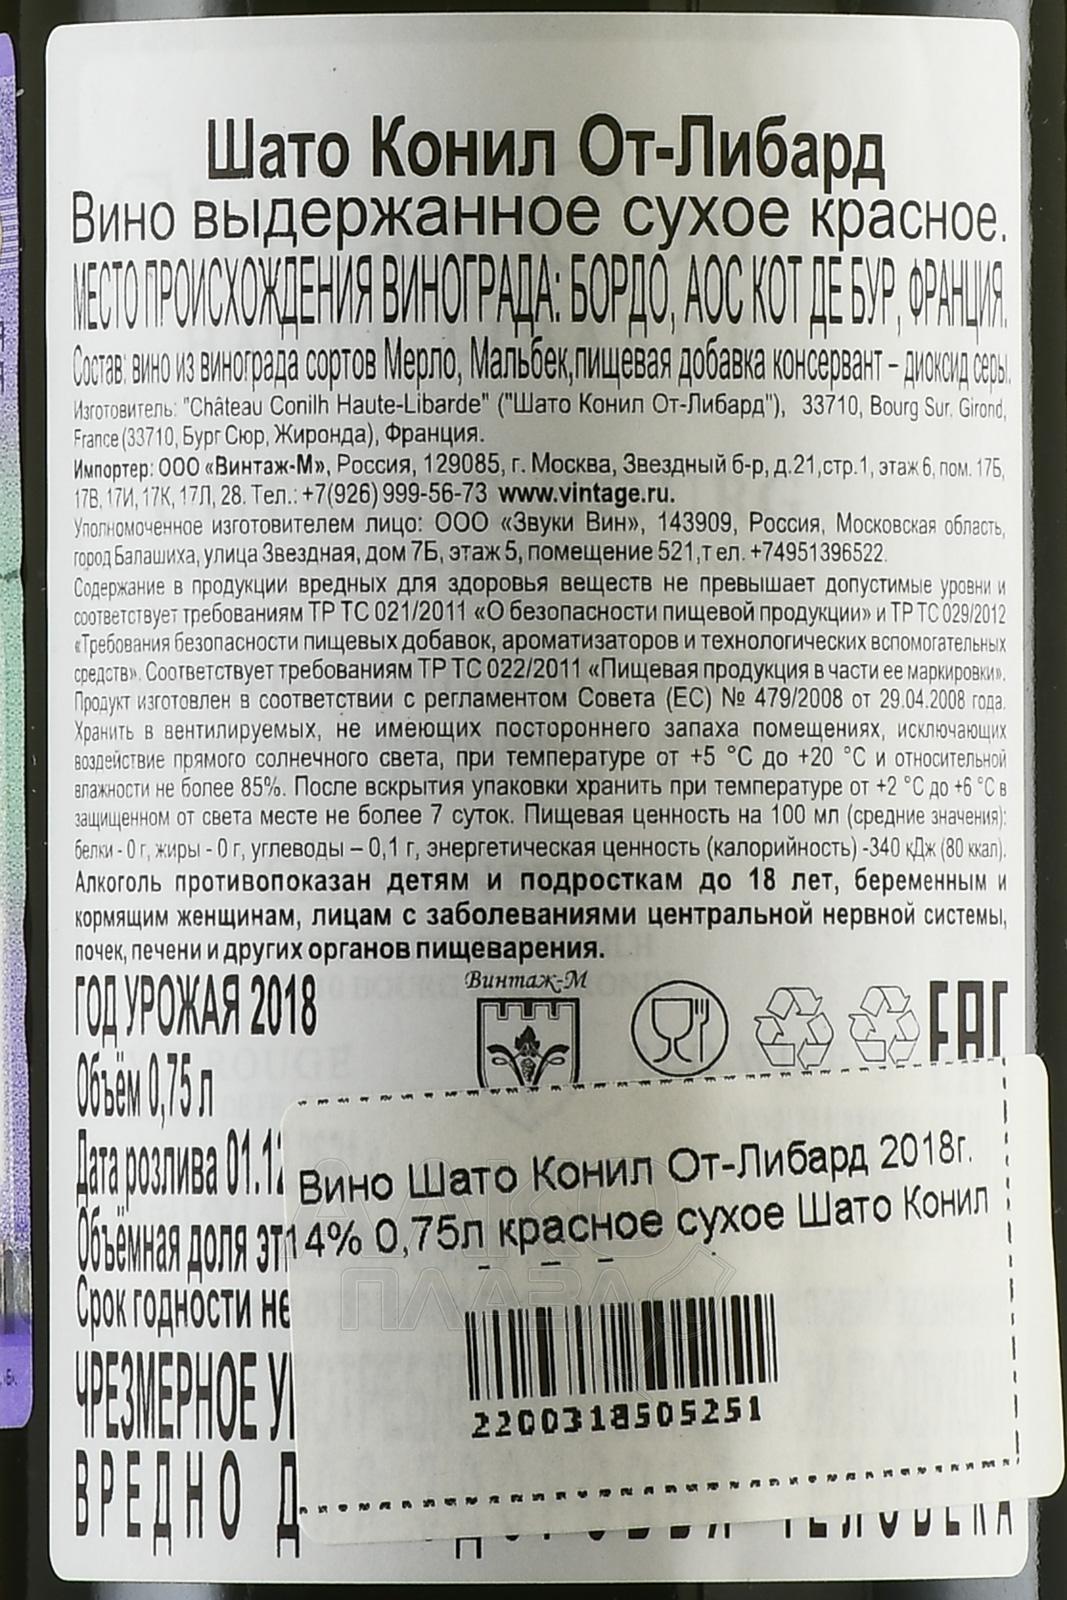 Шато Конил От-Либард
Вино выдержанное сухое красное.
МЕСТО ПРОИСХОЖДЕНИЯ ВИНОГРАДА: БОРДО, АОС КОТ ДЕ БУР, ФРАНЦИЯ.
Состав: вино из винограда сортов Мерло, Мальбек,пищевая добавка консервант – диоксид серы.
Изготовитель: "Château Conilh Haute-Libarde" ("Шато Конил От-Либард"), 33710, Bourg Sur. Girond,
France (33710, Бург Сюр, Жиронда), Франция.
Импортер: ООО «Винтаж-М», Россия, 129085, г. Москва, Звездный б-р, д.21,стр.1, этаж 6, пом. 17Б,
17В, 17И, 17К, 17Л, 28. Тел.: +7(926) 999-56-73 www.vintage.ru.
Уполномоченное изготовителем лицо: ООО «Звуки Вин», 143909, Россия, Московская область,
город Балашиха, улица Звездная, дом 7Б, этаж 5, помещение 521,т ел. +74951396522.
Содержание в продукции вредных для здоровья веществ не превышает допустимые уровни и
соответствует требованиям ТР ТС 021/2011 «О безопасности пищевой продукции» и ТР ТС 029/2012
«Требования безопасности пищевых добавок, ароматизаторов и технологических вспомогательных
средств». Соответствует требованиям ТР ТС 022/2011 «Пищевая продукция в части ее маркировки».
Продукт изготовлен в соответствии с регламентом Совета (ЕС) № 479/2008 от 29.04.2008 года.
Хранить в вентилируемых, не имеющих постороннего запаха помещениях, исключающих
воздействие прямого солнечного света, при температуре от +5 °С до +20 °С и относительной
влажности не более 85%. После вскрытия упаковки хранить при температуре от +2 °С до +6 °С в
защищенном от света месте не более 7 суток. Пищевая ценность на 100 мл (средние значения):
белки - 0 г, жиры - 0 г, углеводы – 0,1 г, энергетическая ценность (калорийность) -340 кДж (80 ккал).
Алкоголь противопоказан детям и подросткам до 18 лет, беременным и
кормящим женщинам, лицам с заболеваниями центральной нервной системы,
почек, печени и других органов пищеварения.
ГОД УРОЖАЯ 2018
Винтаж-М
ЕАС
Объём 0,75 л
Дата розлива 01.12
Объёмная доля эт
Срок годности не
ЧРЕЗМЕРНОЕ УП
ВРЕДНО Д
ЧЕЛОВЕКА
Вино Шато Конил От-Либард 2018г.
14% 0,75л красное сухое Шато Конил
2200318505251
АЛКО
ПЛАЗА